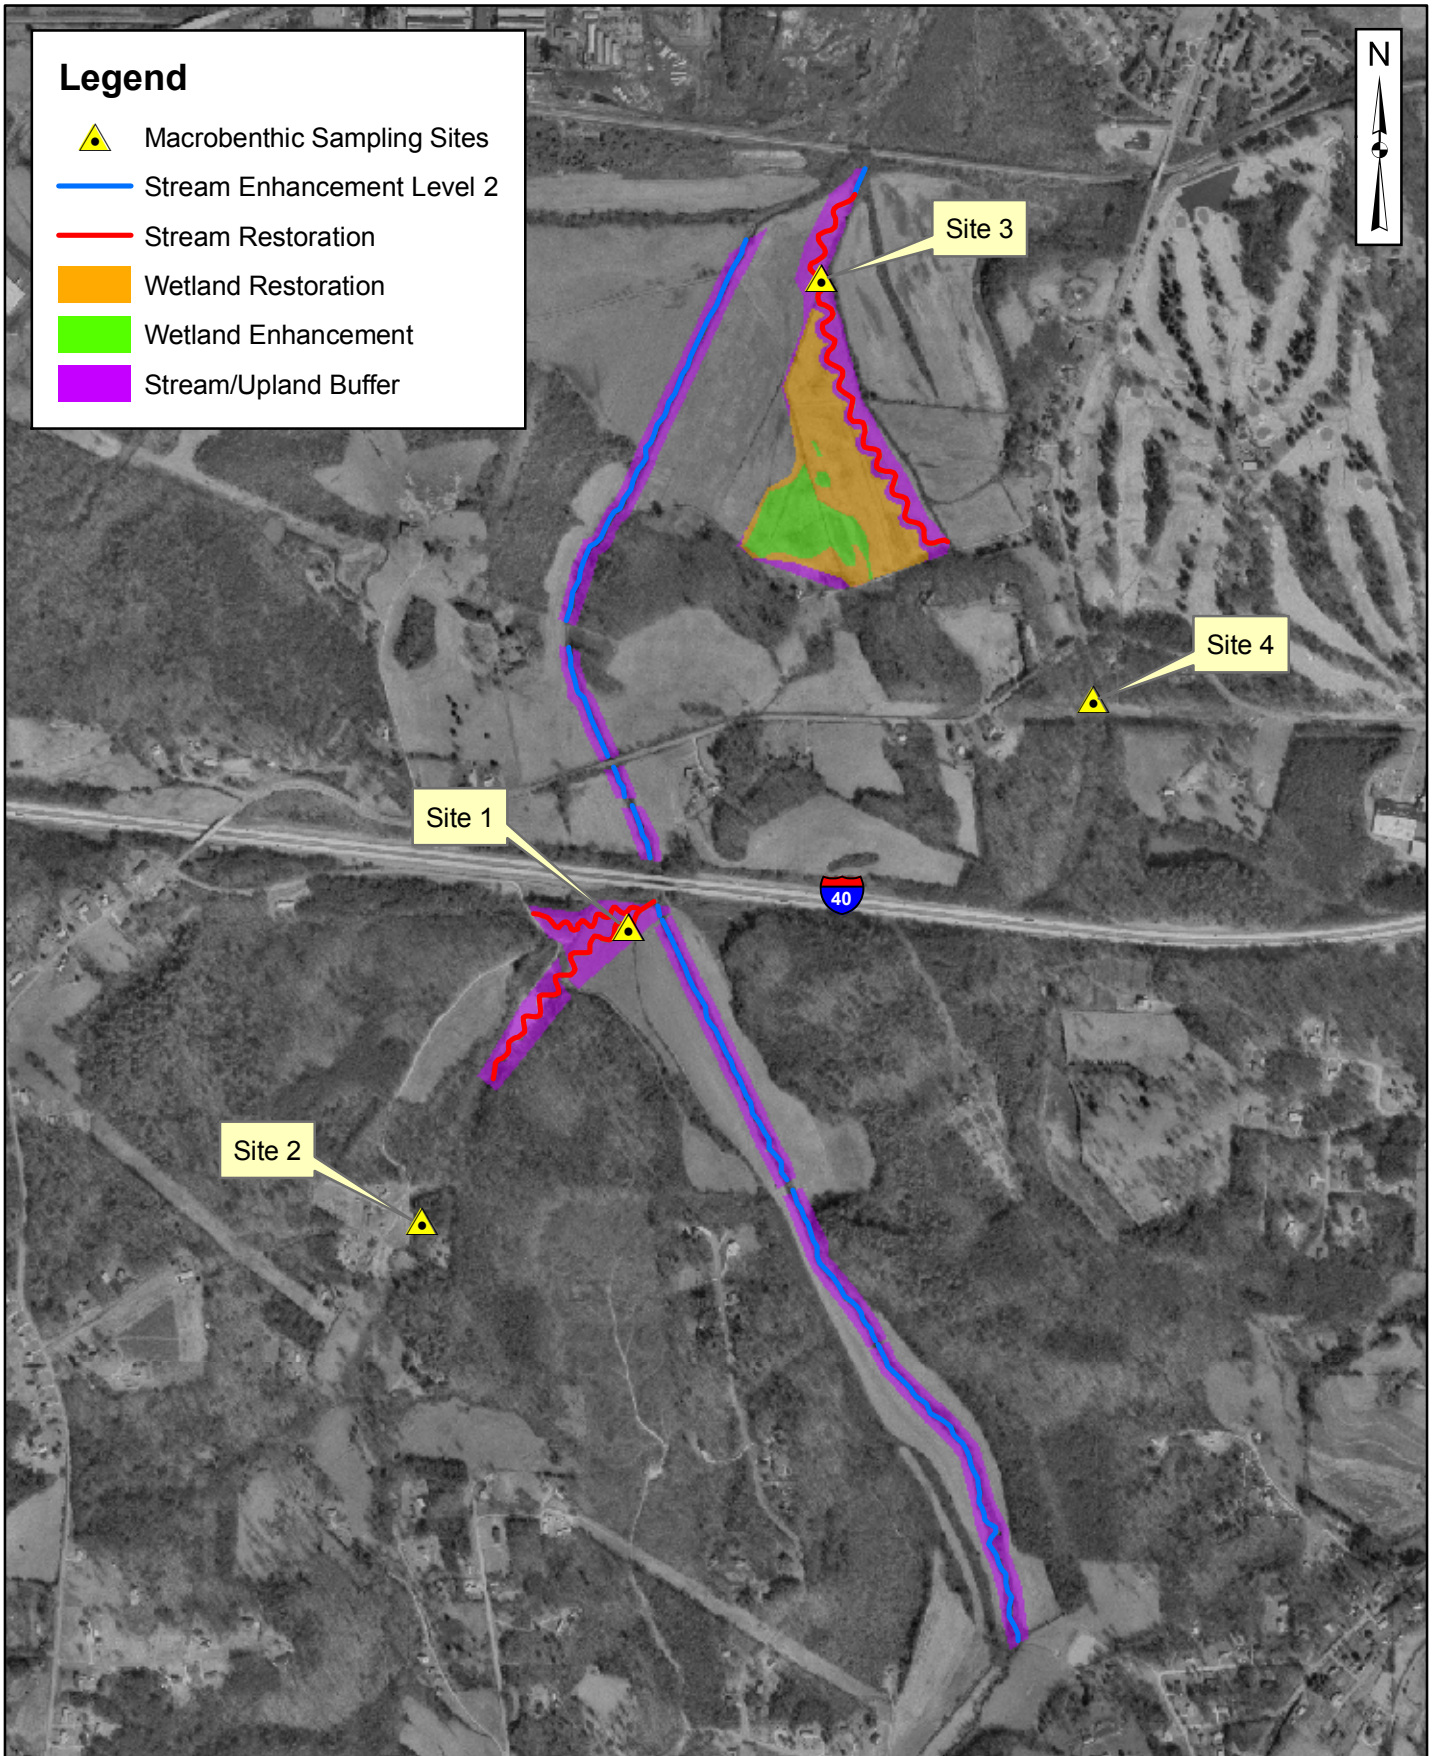 Legend
Macrobenthic Sampling Sites
Stream Enhancement Level 2
Stream Restoration
Wetland Restoration
Wetland Enhancement
Stream/Upland Buffer
N
Site 3
Site 4
Site 1
40
Site 2